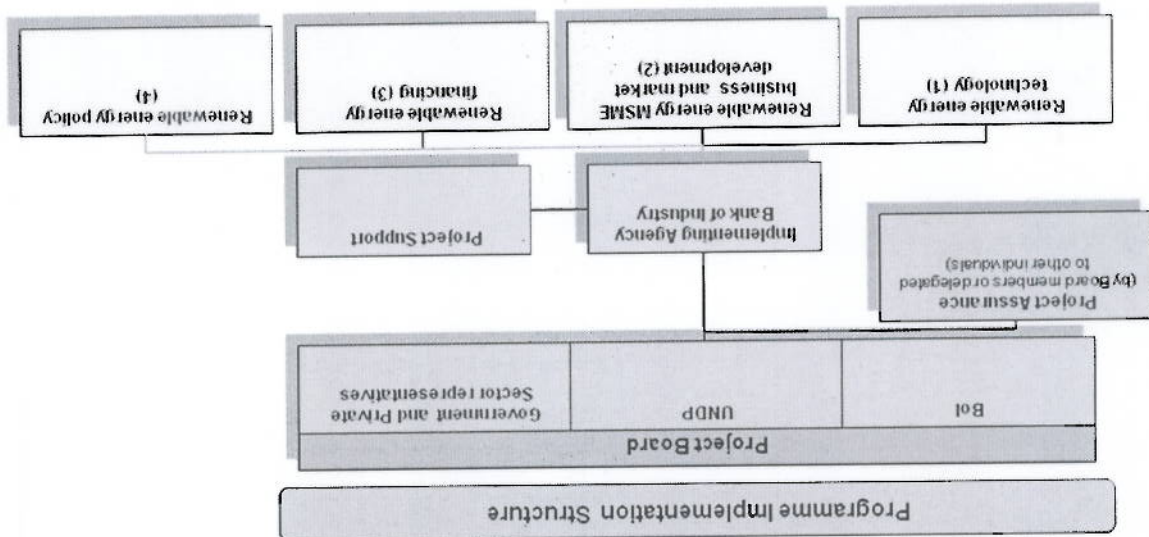 Programme Implementation Structure
Project Board
BoI
UNDP
Government and Private
Sector representatives
Project Assurance
(by Board members or delegated
to other individuals)
Implementing Agency
Bank of Industry
Project Support
Renewable energy
technology (1)
Renewable energy MSME
business and market
development (2)
Renewable energy
financing (3)
Renewable energy policy
(4)